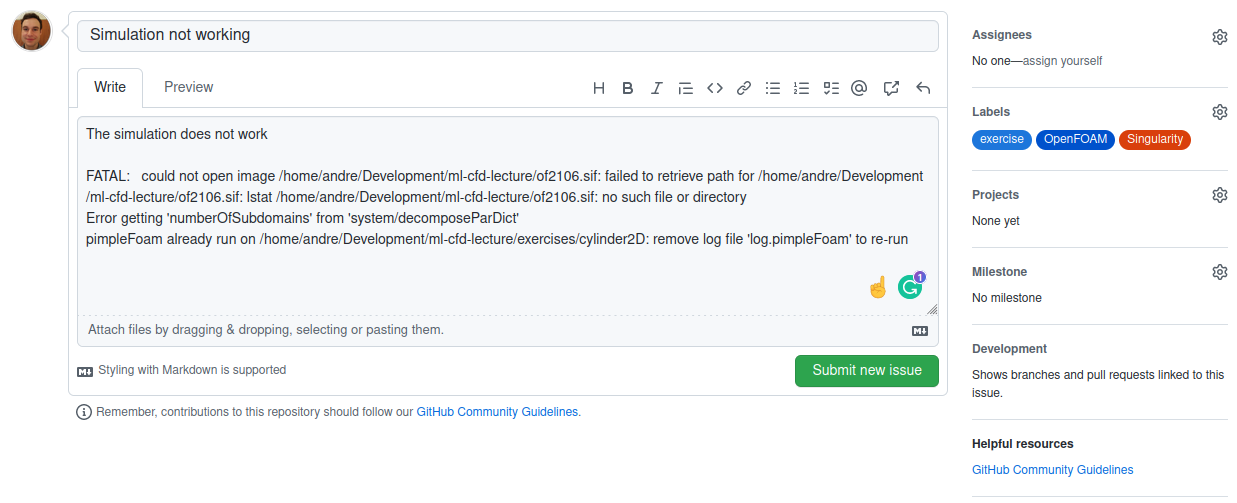 Simulation not working
Write
Preview
The simulation does not work
FATAL:   could not open image /home/andre/Development/ml-cfd-lecture/of2106.sif: failed to retrieve path for /home/andre/Development
/ml-cfd-lecture/of2106.sif: lstat /home/andre/Development/ml-cfd-lecture/of2106.sif: no such file or directory
Error getting 'numberOfSubdomains' from 'system/decomposeParDict'
pimpleFoam already run on /home/andre/Development/ml-cfd-lecture/exercises/cylinder2D: remove log file 'log.pimpleFoam' to re-run
1
Attach files by dragging & dropping, selecting or pasting them.
Styling with Markdown is supported
Submit new issue
Remember, contributions to this repository should follow our GitHub Community Guidelines.
Assignees
No one—assign yourself
Labels
exercise
OpenFOAM
Singularity
Projects
None yet
Milestone
No milestone
Development
Shows branches and pull requests linked to this
issue.
Helpful resources
GitHub Community Guidelines